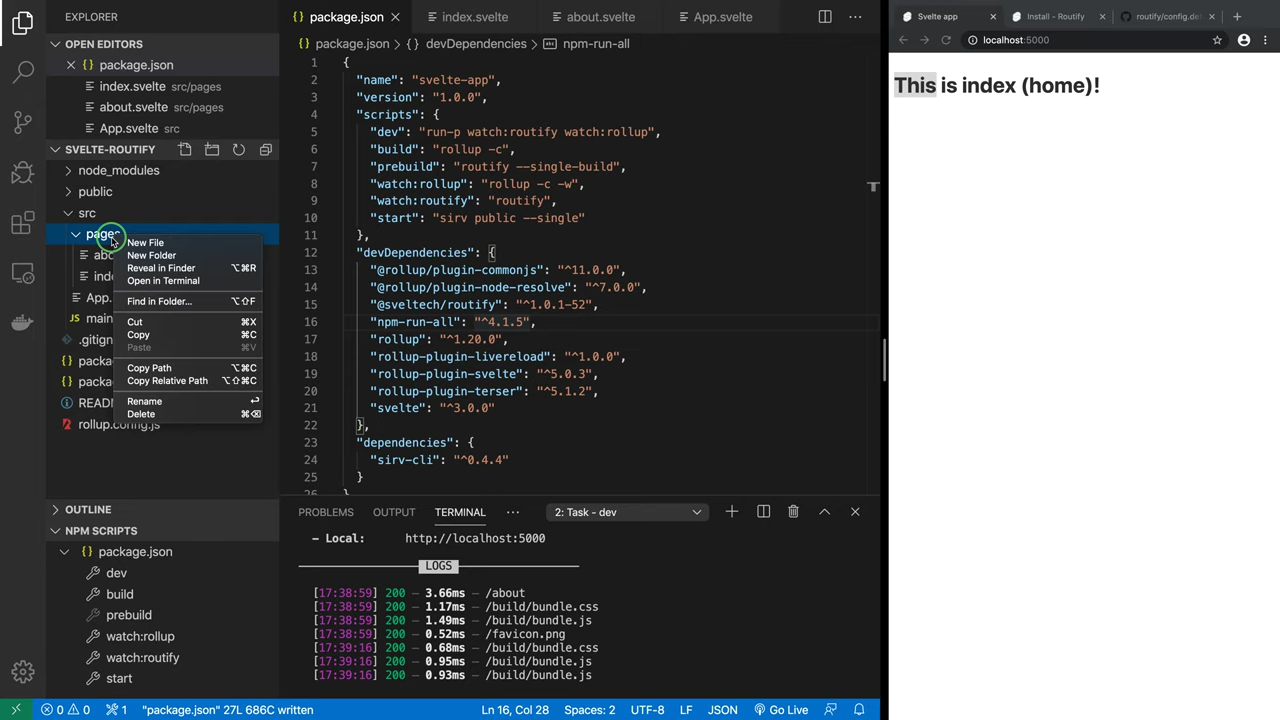 EXPLORER
OPEN EDITORS
package.json
index.svelte src/pages
about.svelte src/pages
App.svelte src
SVELTE-ROUTIFY
node_modules
public
src
pages
abo
inde
App.
main
.gitign
packa
packa
READ
rollup.config.js
New File
New Folder
Reveal in Finder ⌥⌘R
Open in Terminal
Find in Folder... ⌥⇧F
Cut ⌘X
Copy ⌘C
Paste ⌘V
Copy Path ⌥⌘C
Copy Relative Path ⌥⇧⌘C
Rename ↩
Delete ⌘⌫
OUTLINE
NPM SCRIPTS
package.json
dev
build
prebuild
watch:rollup
watch:routify
start
package.json index.svelte about.svelte App.svelte
package.json > {} devDependencies > npm-run-all
1 {
2 "name": "svelte-app",
3 "version": "1.0.0",
4 "scripts": {
5 "dev": "run-p watch:routify watch:rollup",
6 "build": "rollup -c",
7 "prebuild": "routify --single-build",
8 "watch:rollup": "rollup -c -w",
9 "watch:routify": "routify",
10 "start": "sirv public --single"
11 },
12 "devDependencies": {
13 "@rollup/plugin-commonjs": "^11.0.0",
14 "@rollup/plugin-node-resolve": "^7.0.0",
15 "@sveltech/routify": "^1.0.1-52",
16 "npm-run-all": "^4.1.5",
17 "rollup": "^1.20.0",
18 "rollup-plugin-livereload": "^1.0.0",
19 "rollup-plugin-svelte": "^5.0.3",
20 "rollup-plugin-terser": "^5.1.2",
21 "svelte": "^3.0.0"
22 },
23 "dependencies": {
24 "sirv-cli": "^0.4.4"
25 }
26 }
PROBLEMS OUTPUT TERMINAL ··· 2: Task - dev
– Local: http://localhost:5000
LOGS
[17:38:59] 200 — 3.66ms — /about
[17:38:59] 200 — 1.17ms — /build/bundle.css
[17:38:59] 200 — 1.49ms — /build/bundle.js
[17:38:59] 200 — 0.52ms — /favicon.png
[17:39:16] 200 — 0.68ms — /build/bundle.css
[17:39:16] 200 — 0.95ms — /build/bundle.js
[17:39:16] 200 — 0.93ms — /build/bundle.js
0 0 1 "package.json" 27L 686C written Ln 16, Col 28 Spaces: 2 UTF-8 LF JSON Go Live
Svelte app Install - Routify routify/config.de
localhost:5000
This is index (home)!